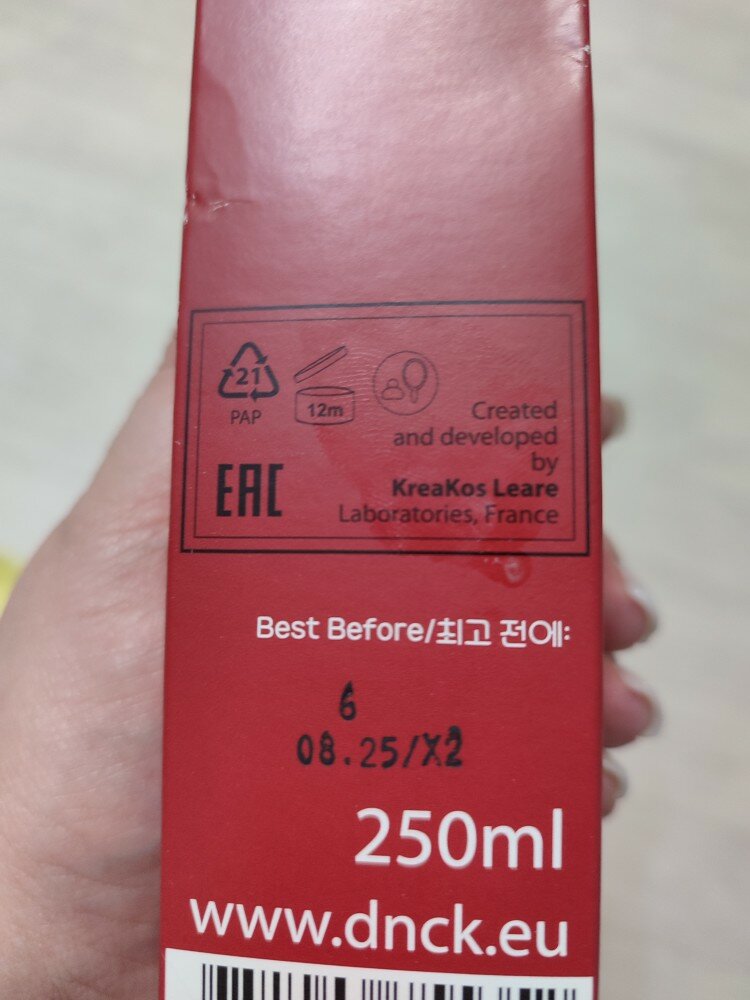 21
PAP
12m
EAC
Created
and developed
by
KreaKos Leare
Laboratories, France
Best Before/최고 전에:
6
08.25/X2
250ml
www.dnck.eu